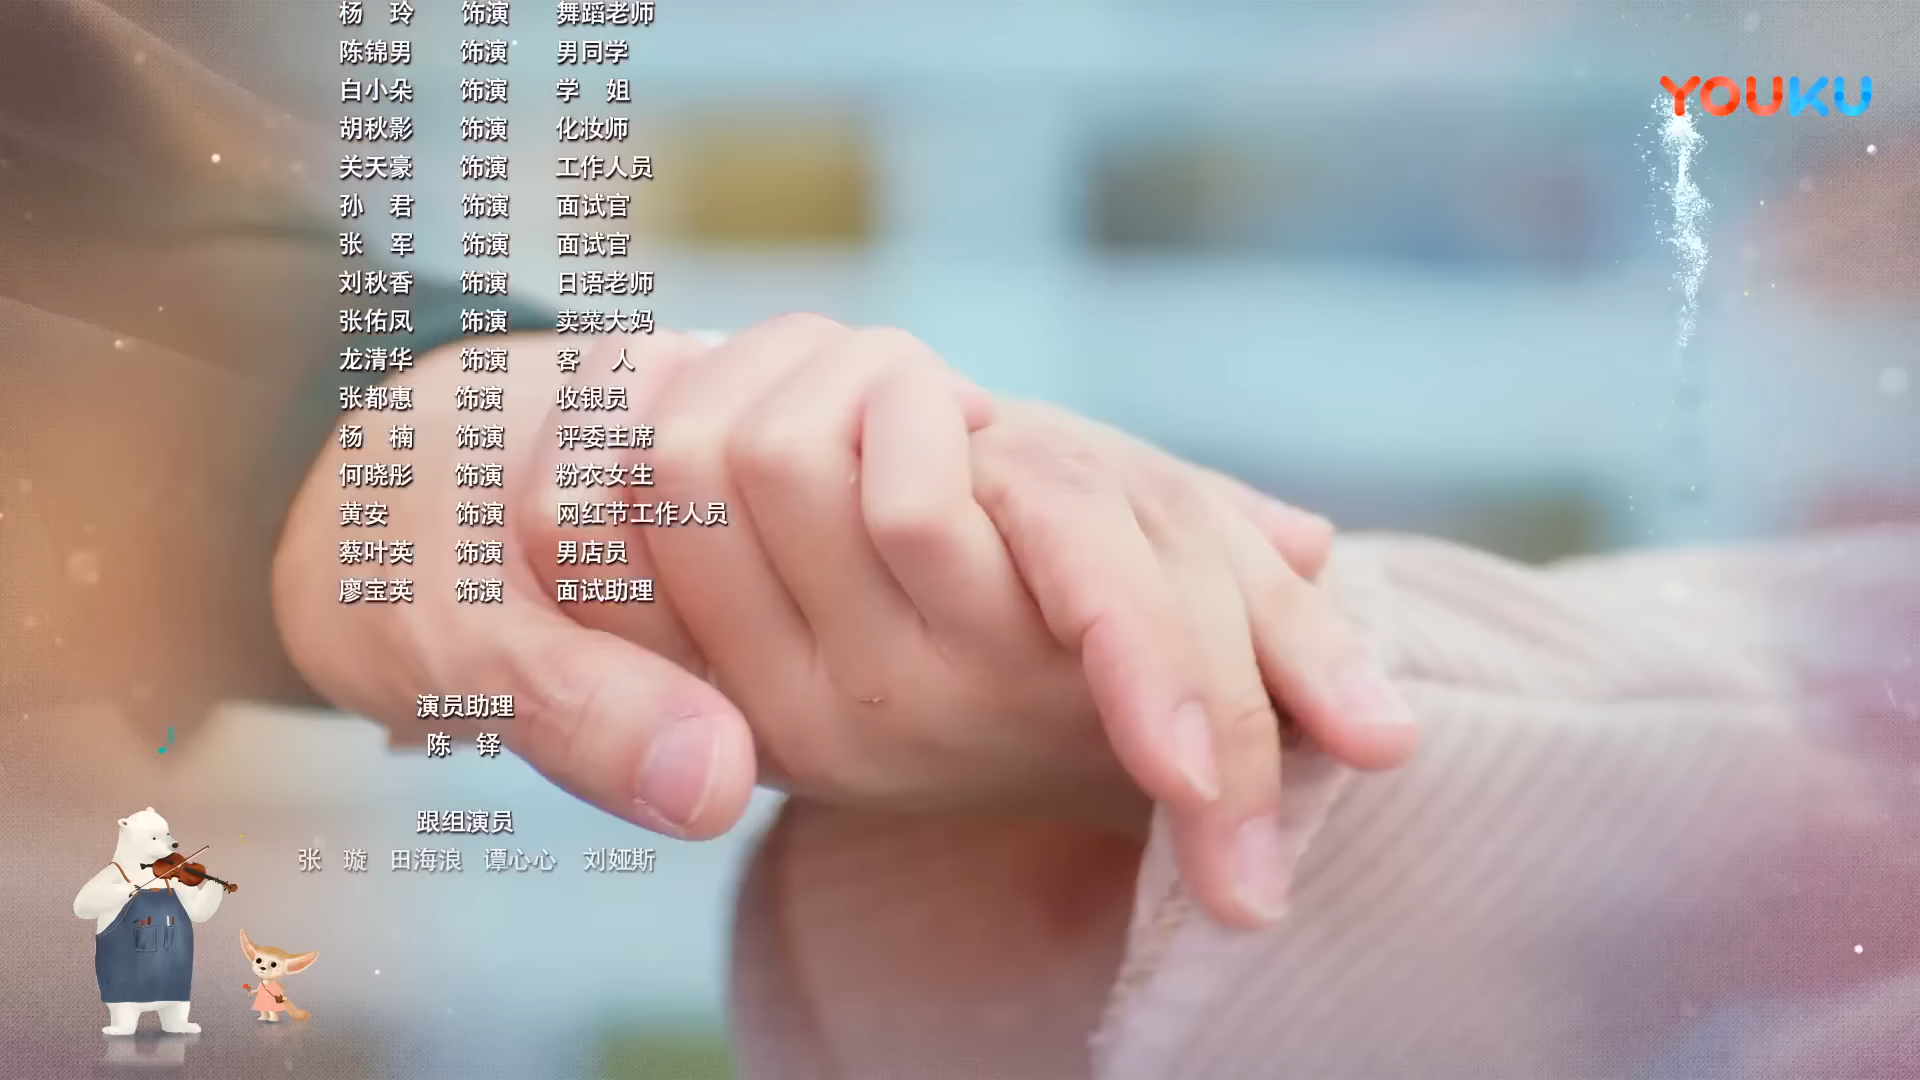 杨 玲 饰演 舞蹈老师
陈锦男 饰演 男同学
白小朵 饰演 学 姐
胡秋影 饰演 化妆师
关天豪 饰演 工作人员
孙 君 饰演 面试官
张 军 饰演 面试官
刘秋香 饰演 日语老师
张佑凤 饰演 卖菜大妈
龙清华 饰演 客 人
张都惠 饰演 收银员
杨 楠 饰演 评委主席
何晓彤 饰演 粉衣女生
黄安 饰演 网红节工作人员
蔡叶英 饰演 男店员
廖宝英 饰演 面试助理
演员助理
陈 铎
跟组演员
张 璇 田海浪 谭心心 刘娅斯
YOUKU